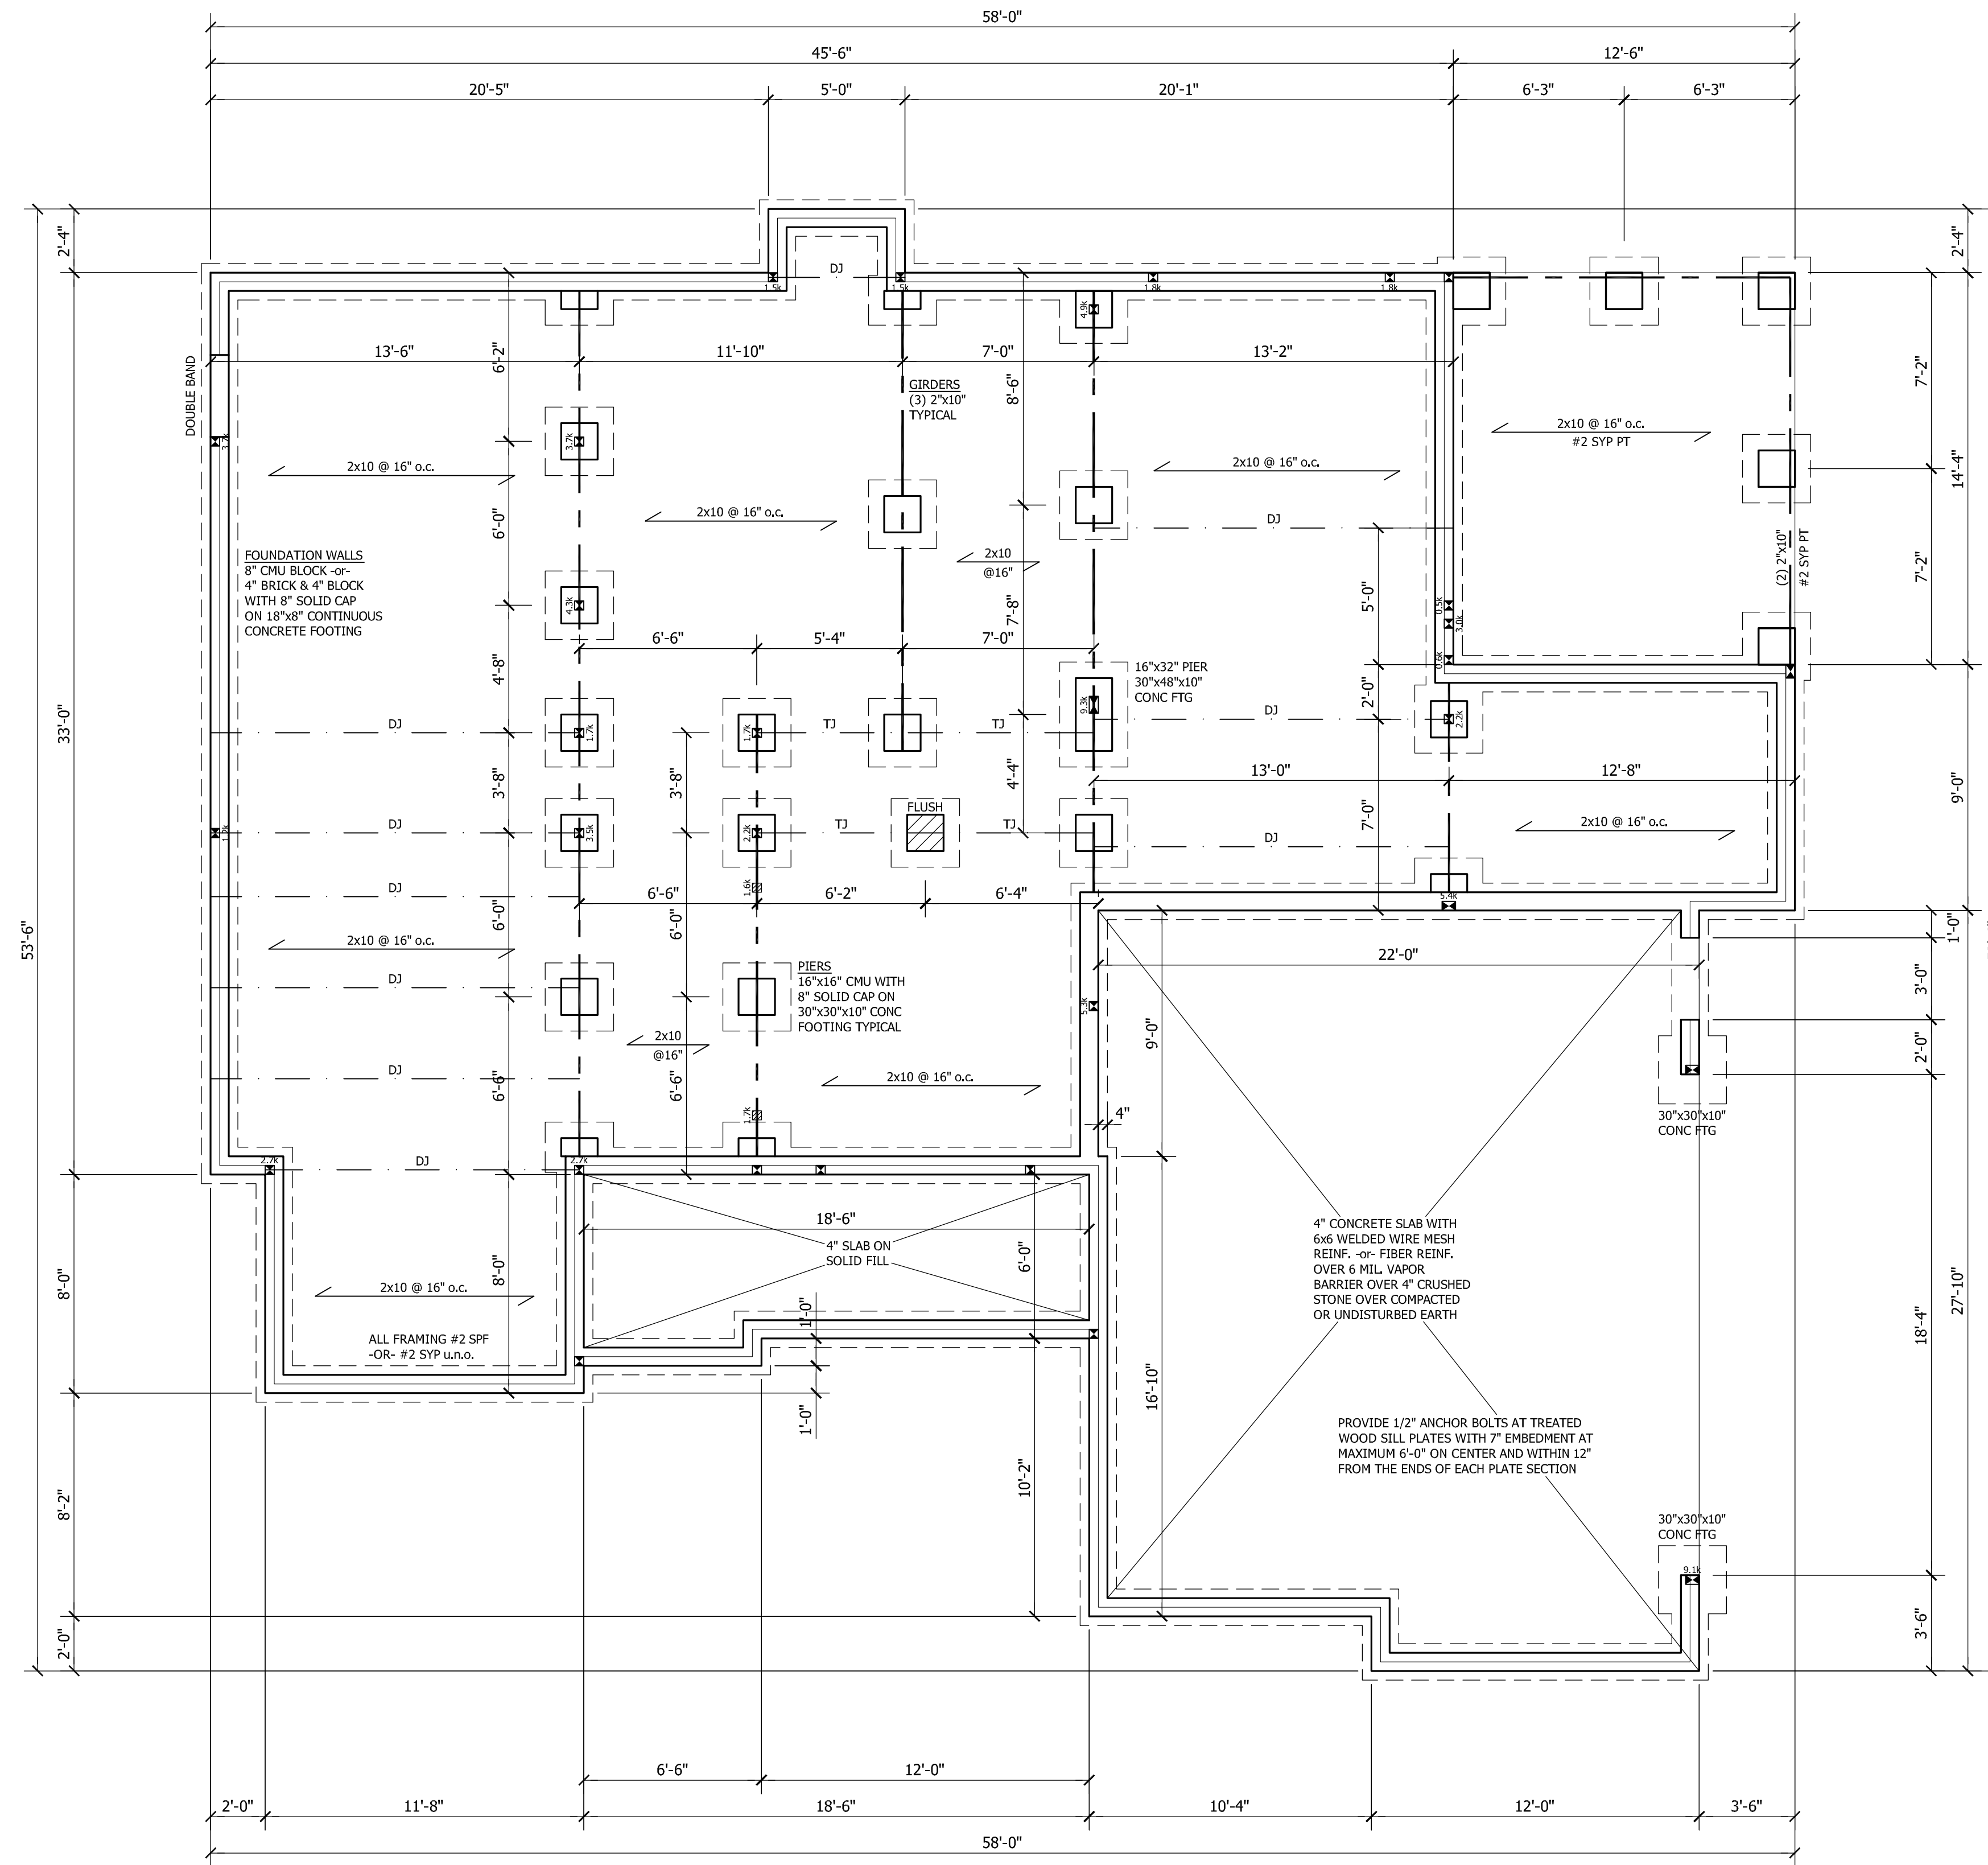 58'-0"
45'-6"
12'-6"
20'-5"
5'-0"
20'-1"
6'-3"
6'-3"
2'-4"
2'-4"
DJ
1.5k
1.5k
1.8k
1.8k
4.9k
13'-6"
11'-10"
7'-0"
13'-2"
6'-2"
8'-6"
7'-2"
DOUBLE BAND
GIRDERS
(3) 2"x10"
TYPICAL
3.7k
3.7k
2x10 @ 16" o.c.
2x10 @ 16" o.c.
2x10 @ 16" o.c.
2x10 @ 16" o.c.
#2 SYP PT
14'-4"
6'-0"
DJ
FOUNDATION WALLS
8" CMU BLOCK -or-
4" BRICK & 4" BLOCK
WITH 8" SOLID CAP
ON 18"x8" CONTINUOUS
CONCRETE FOOTING
2x10
@16"
(2) 2"x10"
#2 SYP PT
7'-2"
4.3k
5'-0"
0.5k
3.0k
0.6k
7'-8"
6'-6"
5'-4"
7'-0"
4'-8"
16"x32" PIER
30"x48"x10"
CONC FTG
2'-0"
33'-0"
DJ
1.7k
1.7k
TJ
TJ
9.3k
DJ
2.2k
3'-8"
3'-8"
4'-4"
13'-0"
12'-8"
9'-0"
FLUSH
7'-0"
DJ
1.2k
3.5k
2.2k
TJ
TJ
DJ
2x10 @ 16" o.c.
DJ
1.6k
6'-6"
6'-2"
6'-4"
5.4k
6'-0"
6'-0"
53'-6"
1'-0"
2x10 @ 16" o.c.
22'-0"
PIERS
16"x16" CMU WITH
8" SOLID CAP ON
30"x30"x10" CONC
FOOTING TYPICAL
DJ
5.3k
3'-0"
9'-0"
2x10
@16"
2'-0"
DJ
6'-6"
6'-6"
2x10 @ 16" o.c.
1.7k
4"
30"x30"x10"
CONC FTG
2.7k
DJ
2.7k
18'-6"
4" SLAB ON
SOLID FILL
6'-0"
4" CONCRETE SLAB WITH
6x6 WELDED WIRE MESH
REINF. -or- FIBER REINF.
OVER 6 MIL. VAPOR
BARRIER OVER 4" CRUSHED
STONE OVER COMPACTED
OR UNDISTURBED EARTH
8'-0"
8'-0"
2x10 @ 16" o.c.
1'-0"
18'-4"
27'-10"
ALL FRAMING #2 SPF
-OR- #2 SYP u.n.o.
1'-0"
16'-10"
PROVIDE 1/2" ANCHOR BOLTS AT TREATED
WOOD SILL PLATES WITH 7" EMBEDMENT AT
MAXIMUM 6'-0" ON CENTER AND WITHIN 12"
FROM THE ENDS OF EACH PLATE SECTION
10'-2"
8'-2"
30"x30"x10"
CONC FTG
9.1k
3'-6"
2'-0"
6'-6"
12'-0"
2'-0"
11'-8"
18'-6"
10'-4"
12'-0"
3'-6"
58'-0"